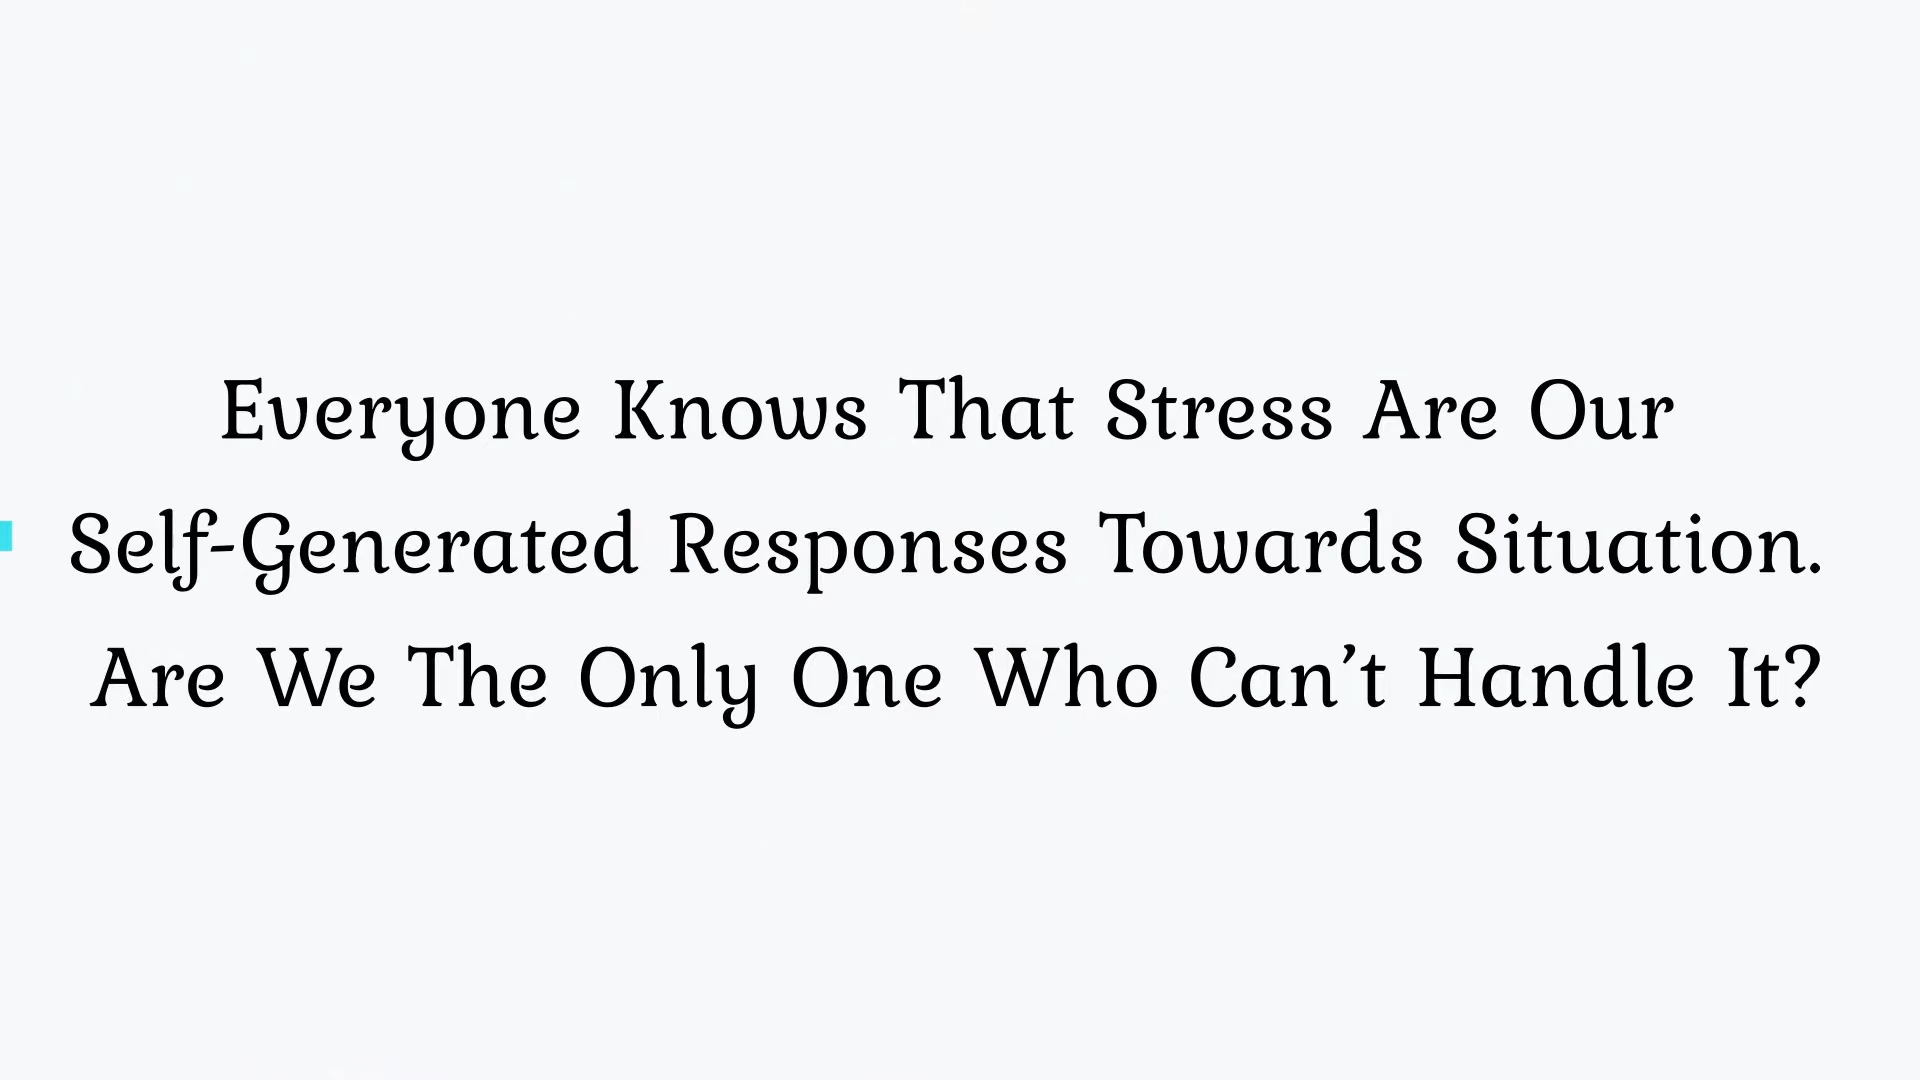 Everyone Knows That Stress Are Our
Self-Generated Responses Towards Situation.
Are We The Only One Who Can’t Handle It?